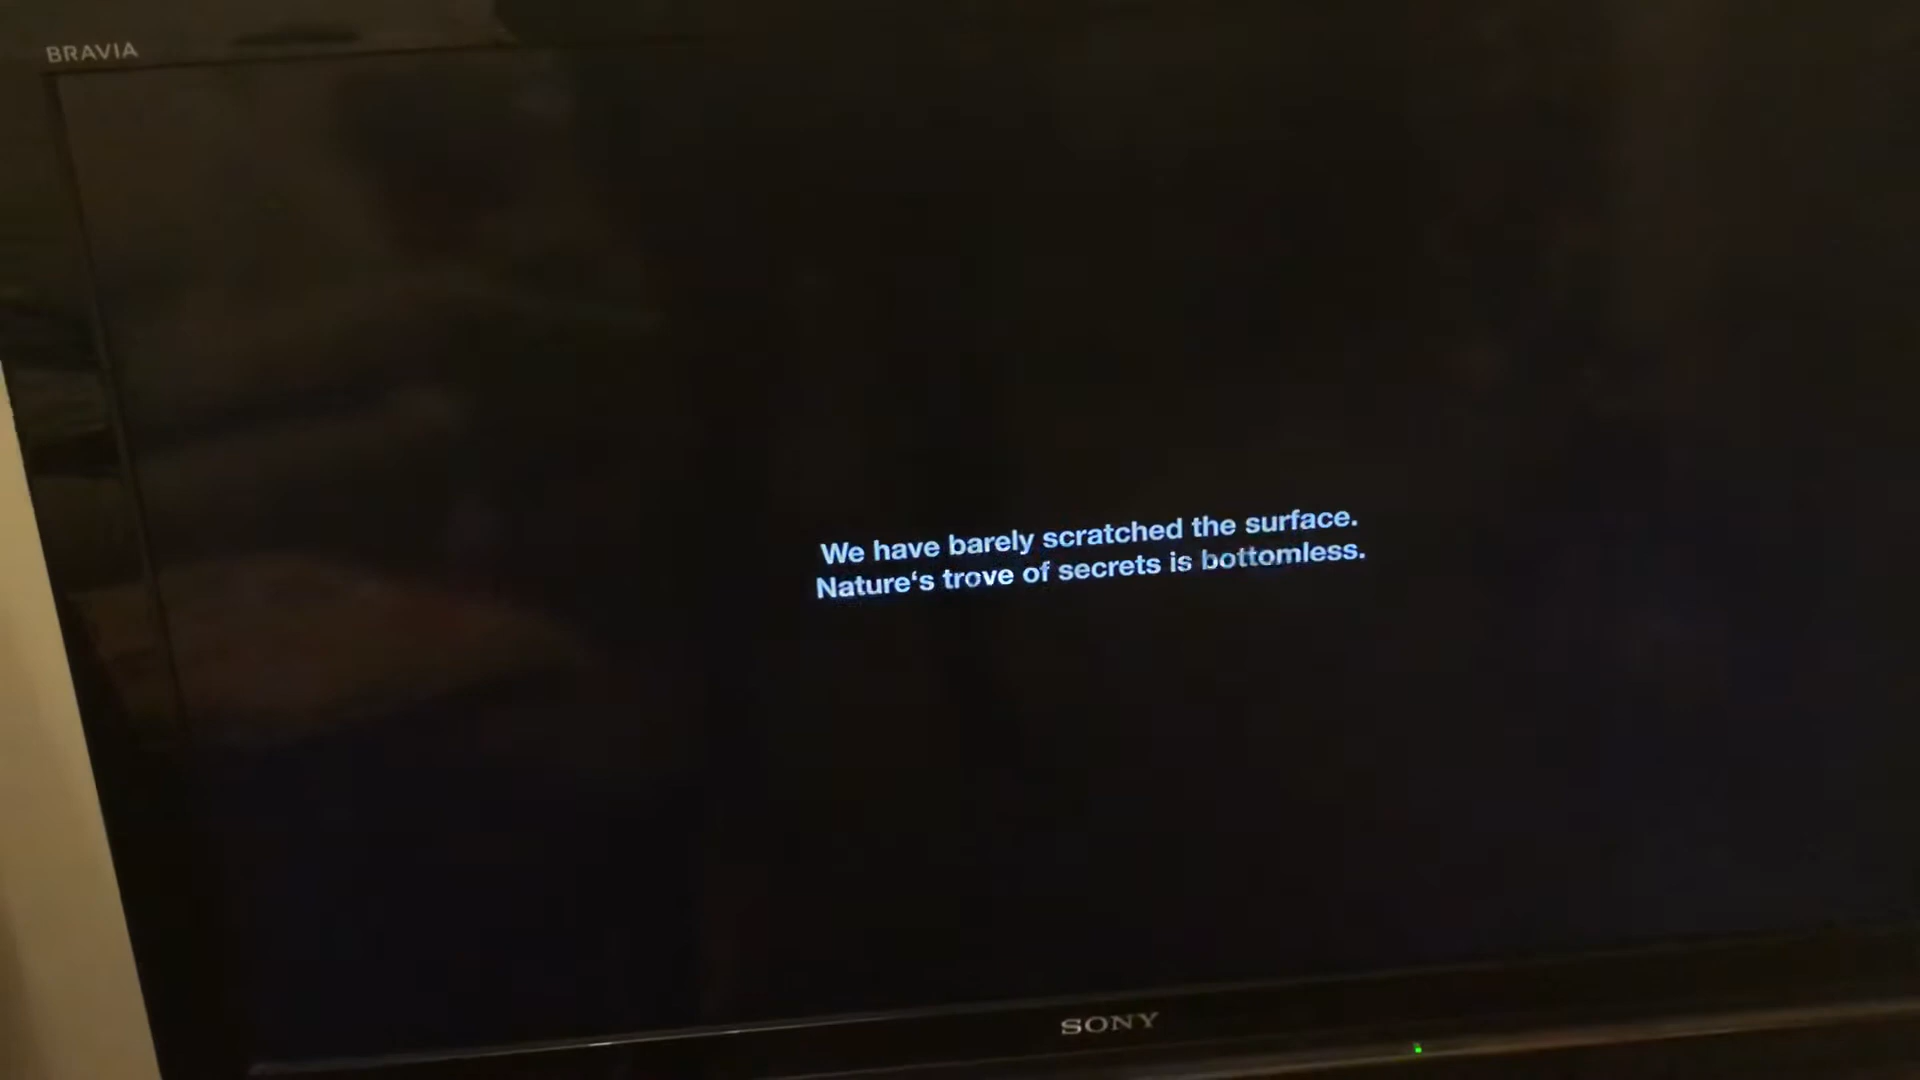 BRAVIA
We have barely scratched the surface.
Nature‘s trove of secrets is bottomless.
SONY